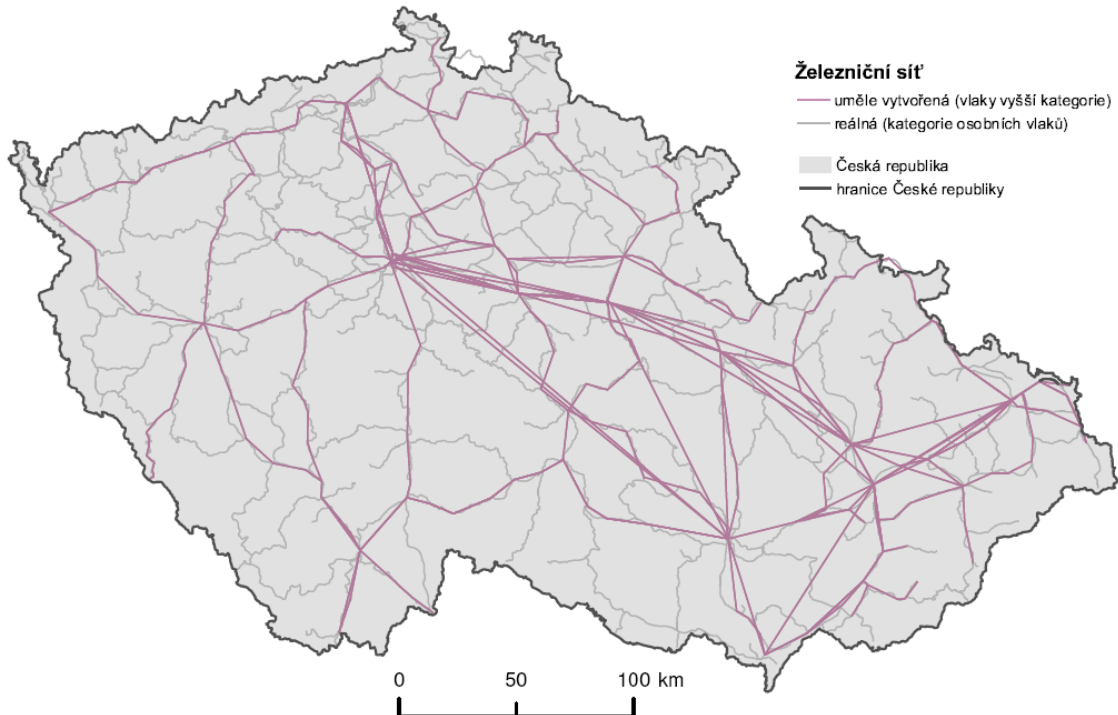 Železniční síť
uměle vytvořená (vlaky vyšší kategorie)
reálná (kategorie osobních vlaků)
Česká republika
hranice České republiky
0 50 100 km